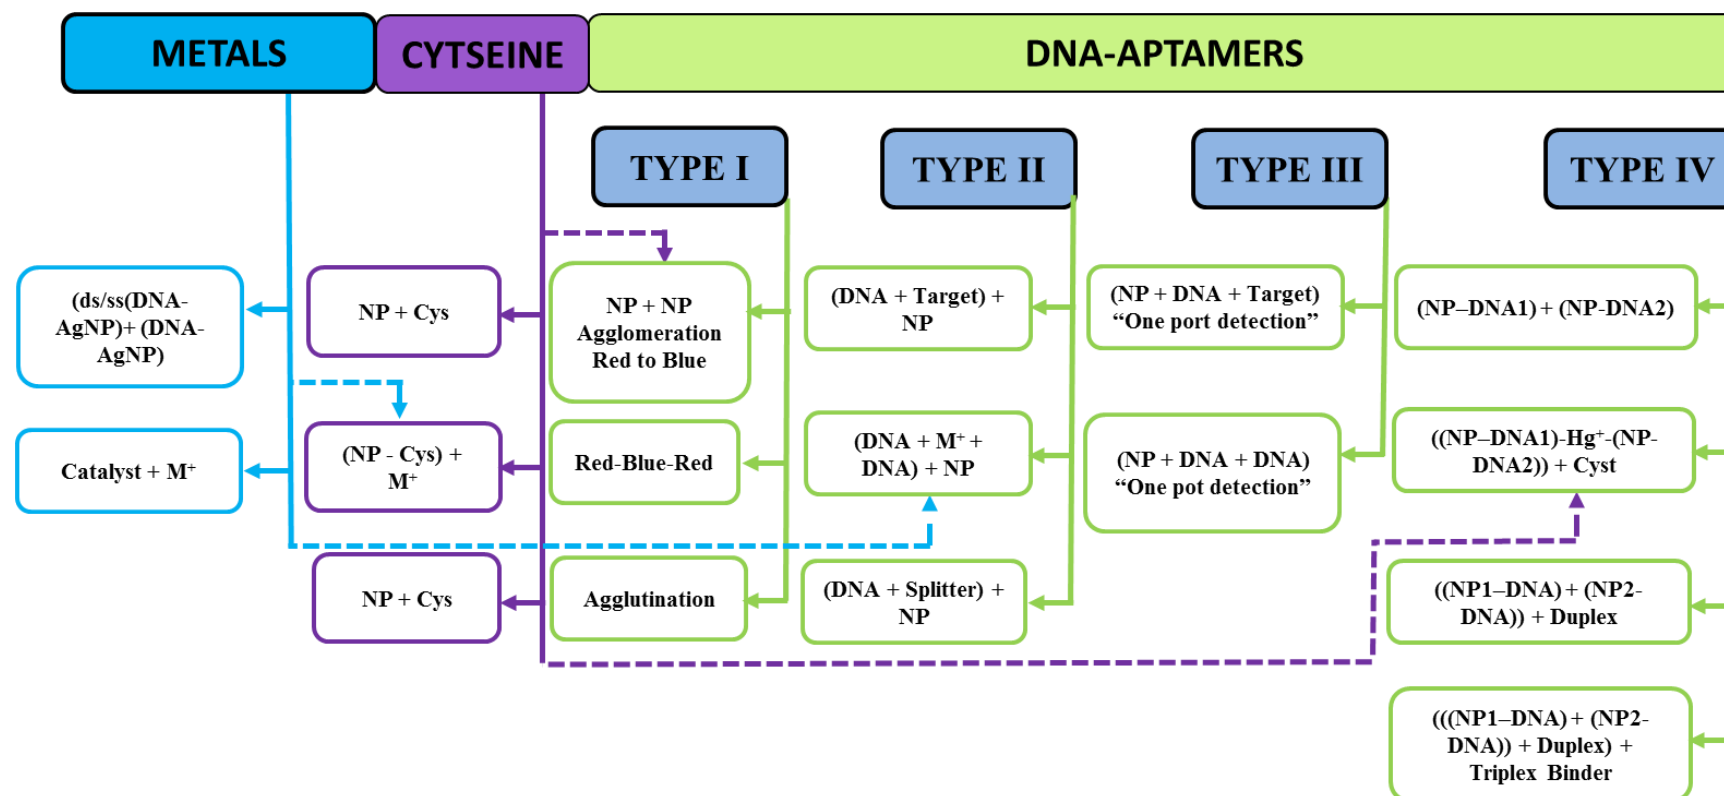 METALS
CYTSEINE
DNA-APTAMERS
TYPE I
TYPE II
TYPE III
TYPE IV
(ds/ss(DNA-
AgNP)+ (DNA-
AgNP)
NP + Cys
NP + NP
Agglomeration
Red to Blue
(DNA + Target) +
NP
(NP + DNA + Target)
“One port detection”
(NP–DNA1) + (NP-DNA2)
Catalyst + M⁺
(NP - Cys) +
M⁺
Red-Blue-Red
(DNA + M⁺ +
DNA) + NP
(NP + DNA + DNA)
“One pot detection”
((NP–DNA1)-Hg⁺-(NP-
DNA2)) + Cyst
NP + Cys
Agglutination
(DNA + Splitter) +
NP
((NP1–DNA) + (NP2-
DNA)) + Duplex
(((NP1–DNA) + (NP2-
DNA)) + Duplex) +
Triplex Binder